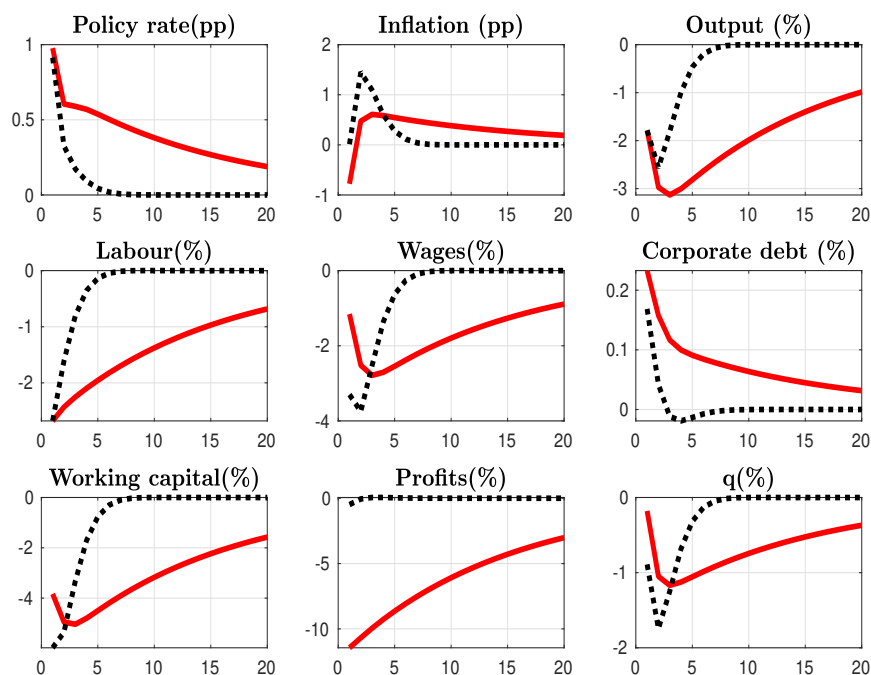 Policy rate(pp) Inflation (pp) Output (%)
1 2 0
1 -1
0.5
0 -2
0 -1 -3
0 5 10 15 20 0 5 10 15 20 0 5 10 15 20
Labour(%) Wages(%) Corporate debt (%)
0 0
0.2
-1 -2 0.1
-2
-4 0
0 5 10 15 20 0 5 10 15 20 0 5 10 15 20
Working capital(%) Profits(%) q(%)
0 0 0
-2 -5 -1
-4
-10 -2
0 5 10 15 20 0 5 10 15 20 0 5 10 15 20